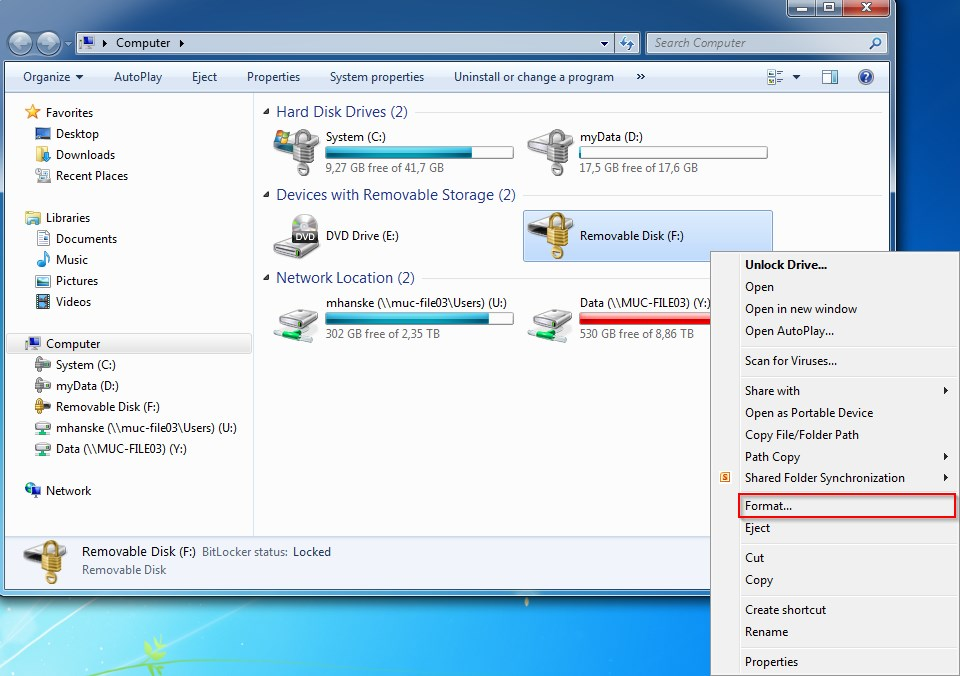 Computer
Search Computer
Organize
AutoPlay
Eject
Properties
System properties
Uninstall or change a program
»
Favorites
Desktop
Downloads
Recent Places
Libraries
Documents
Music
Pictures
Videos
Computer
System (C:)
myData (D:)
Removable Disk (F:)
mhanske (\\muc-file03\Users) (U:)
Data (\\MUC-FILE03) (Y:)
Network
Hard Disk Drives (2)
System (C:)
9,27 GB free of 41,7 GB
myData (D:)
17,5 GB free of 17,6 GB
Devices with Removable Storage (2)
DVD
DVD Drive (E:)
Removable Disk (F:)
Network Location (2)
mhanske (\\muc-file03\Users) (U:)
302 GB free of 2,35 TB
Data (\\MUC-FILE03) (Y:)
530 GB free of 8,86 TB
Unlock Drive...
Open
Open in new window
Open AutoPlay...
Scan for Viruses...
Share with
Open as Portable Device
Copy File/Folder Path
Path Copy
S
Shared Folder Synchronization
Format...
Eject
Cut
Copy
Create shortcut
Rename
Properties
Removable Disk (F:) BitLocker status: Locked
Removable Disk